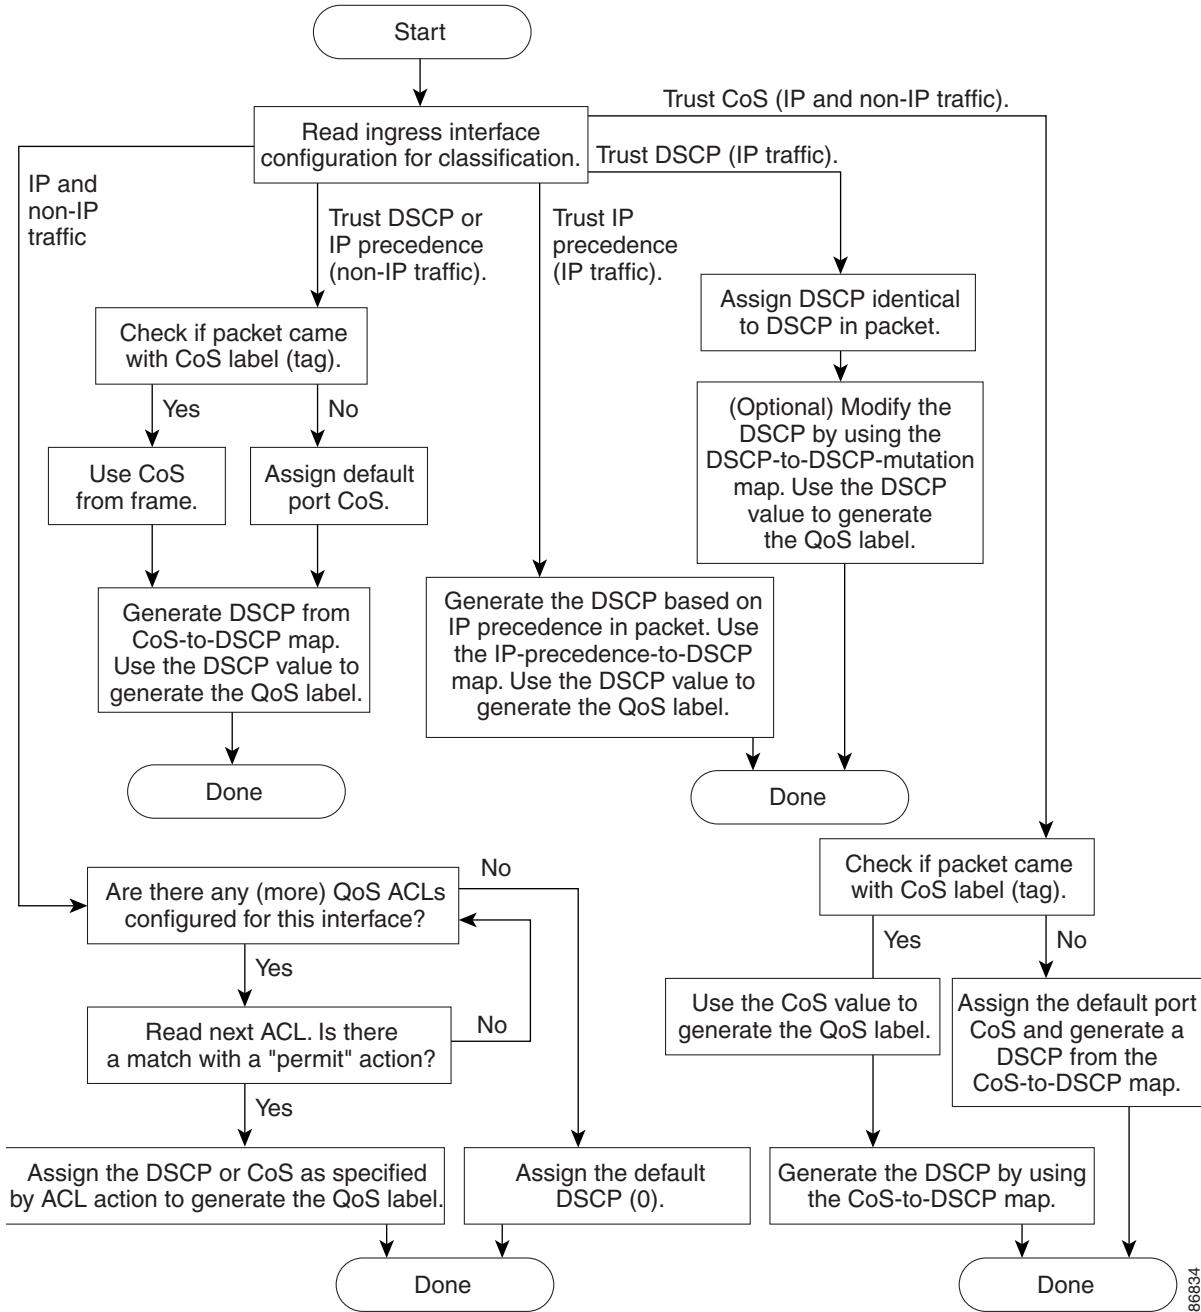 Start
Trust CoS (IP and non-IP traffic).
Read ingress interface
configuration for classification.
Trust DSCP (IP traffic).
IP and
non-IP
traffic
Trust DSCP or
IP precedence
(non-IP traffic).
Trust IP
precedence
(IP traffic).
Assign DSCP identical
to DSCP in packet.
Check if packet came
with CoS label (tag).
Yes
No
(Optional) Modify the
DSCP by using the
DSCP-to-DSCP-mutation
map. Use the DSCP
value to generate
the QoS label.
Use CoS
from frame.
Assign default
port CoS.
Generate DSCP from
CoS-to-DSCP map.
Use the DSCP value to
generate the QoS label.
Generate the DSCP based on
IP precedence in packet. Use
the IP-precedence-to-DSCP
map. Use the DSCP value to
generate the QoS label.
Done
Done
Check if packet came
with CoS label (tag).
Are there any (more) QoS ACLs
configured for this interface?
No
Yes
No
Yes
Read next ACL. Is there
a match with a "permit" action?
No
Use the CoS value to
generate the QoS label.
Assign the default port
CoS and generate a
DSCP from the
CoS-to-DSCP map.
Yes
Assign the DSCP or CoS as specified
by ACL action to generate the QoS label.
Assign the default
DSCP (0).
Generate the DSCP by using
the CoS-to-DSCP map.
Done
Done
86834